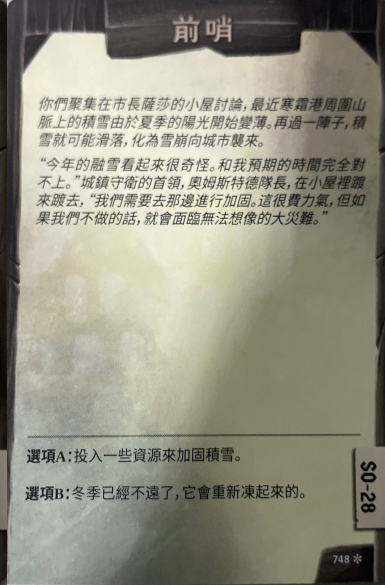 前哨
你們聚集在市長薩莎的小屋討論，最近寒霜港周圍山
脈上的積雪由於夏季的陽光開始變薄。再過一陣子，積
雪就可能滑落，化為雪崩向城市襲來。
“今年的融雪看起來很奇怪。和我預期的時間完全對
不上。”城鎮守衛的首領，奧姆斯特德隊長，在小屋裡踱
來踱去，“我們需要去那邊進行加固。這很費力氣，但如
果我們不做的話，就會面臨無法想像的大災難。”
選項A：投入一些資源來加固積雪。
選項B：冬季已經不遠了，它會重新凍起來的。
SO-28
748